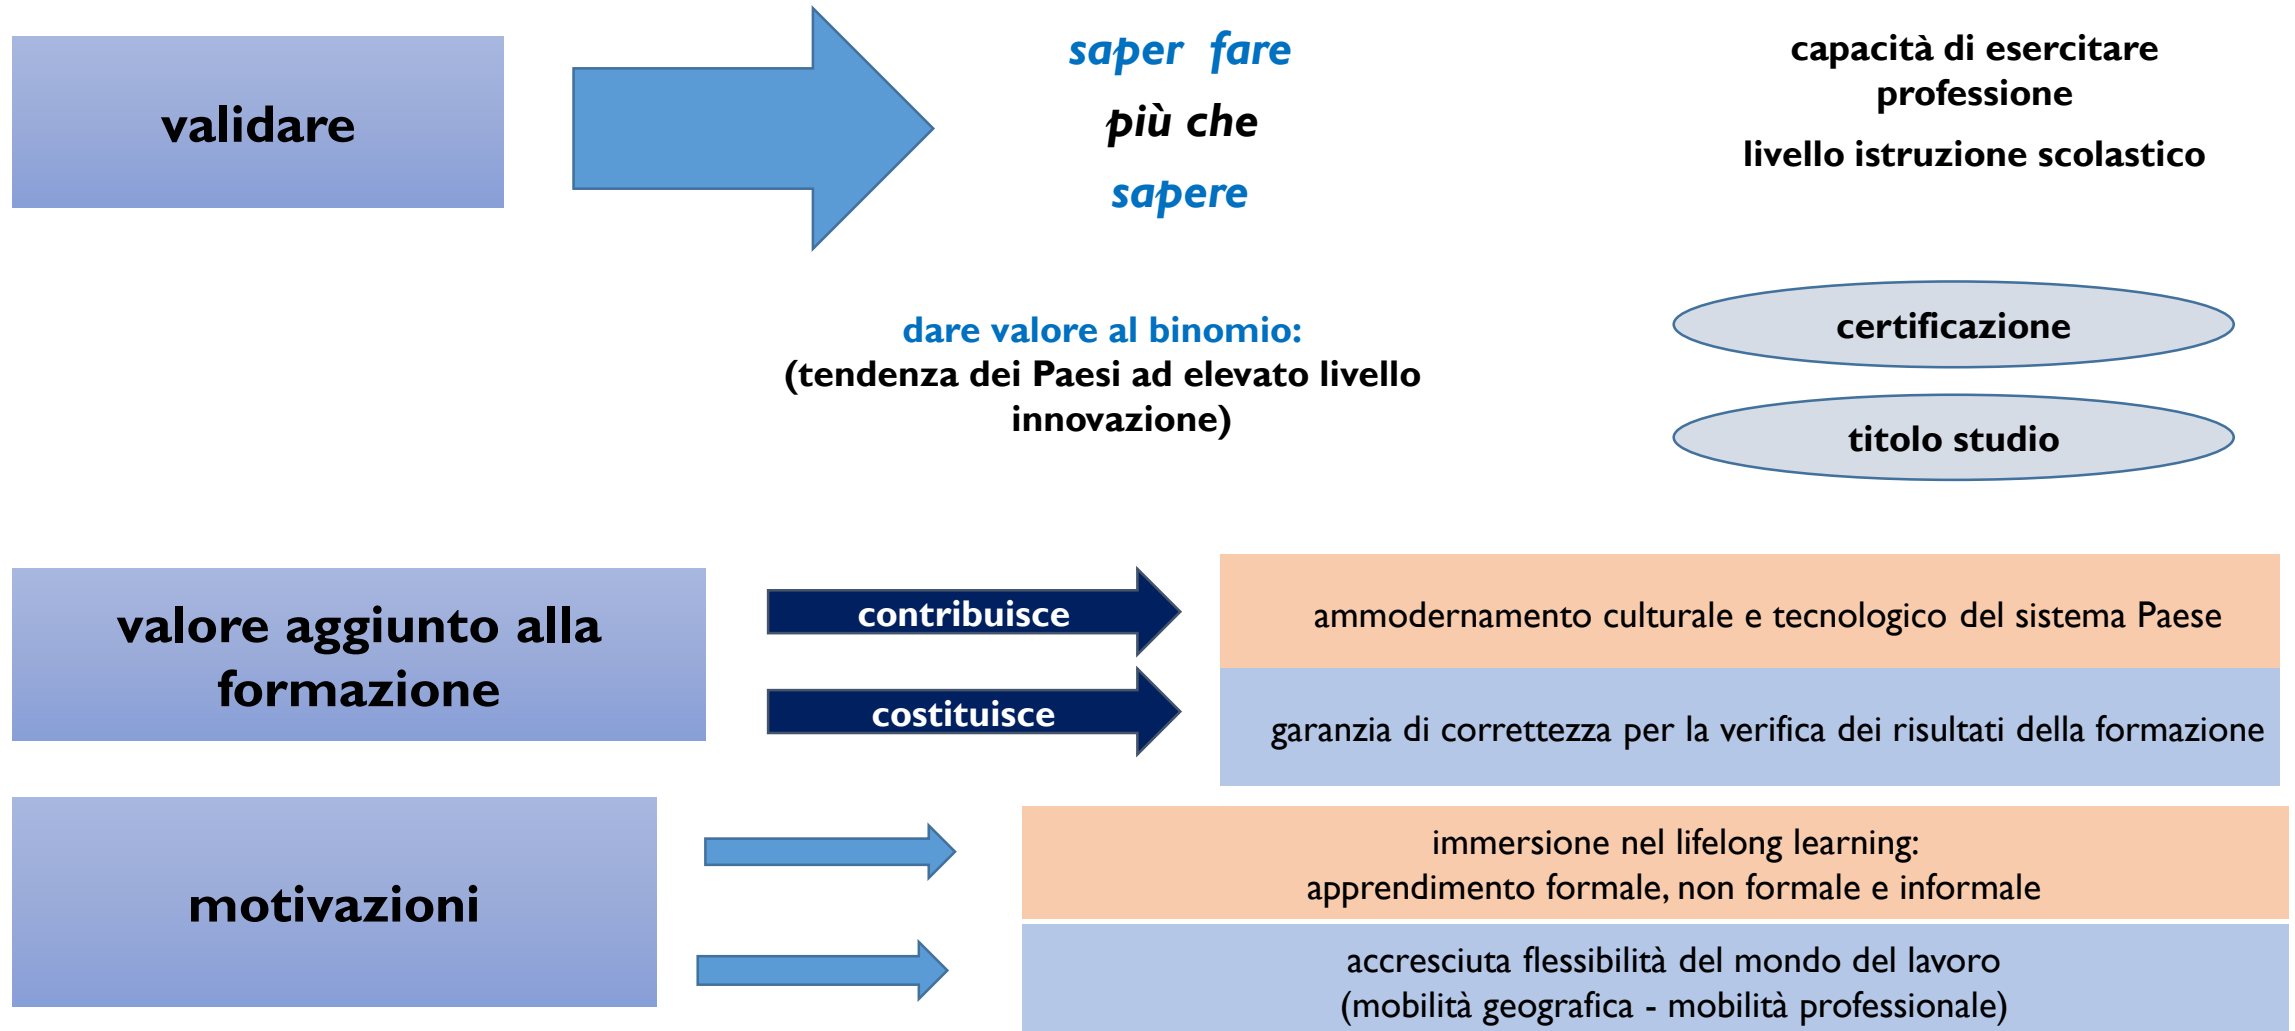 validare
saper fare
più che
sapere
capacità di esercitare
professione
livello istruzione scolastico
dare valore al binomio:
(tendenza dei Paesi ad elevato livello
innovazione)
certificazione
titolo studio
valore aggiunto alla
formazione
contribuisce
ammodernamento culturale e tecnologico del sistema Paese
costituisce
garanzia di correttezza per la verifica dei risultati della formazione
motivazioni
immersione nel lifelong learning:
apprendimento formale, non formale e informale
accresciuta flessibilità del mondo del lavoro
(mobilità geografica - mobilità professionale)